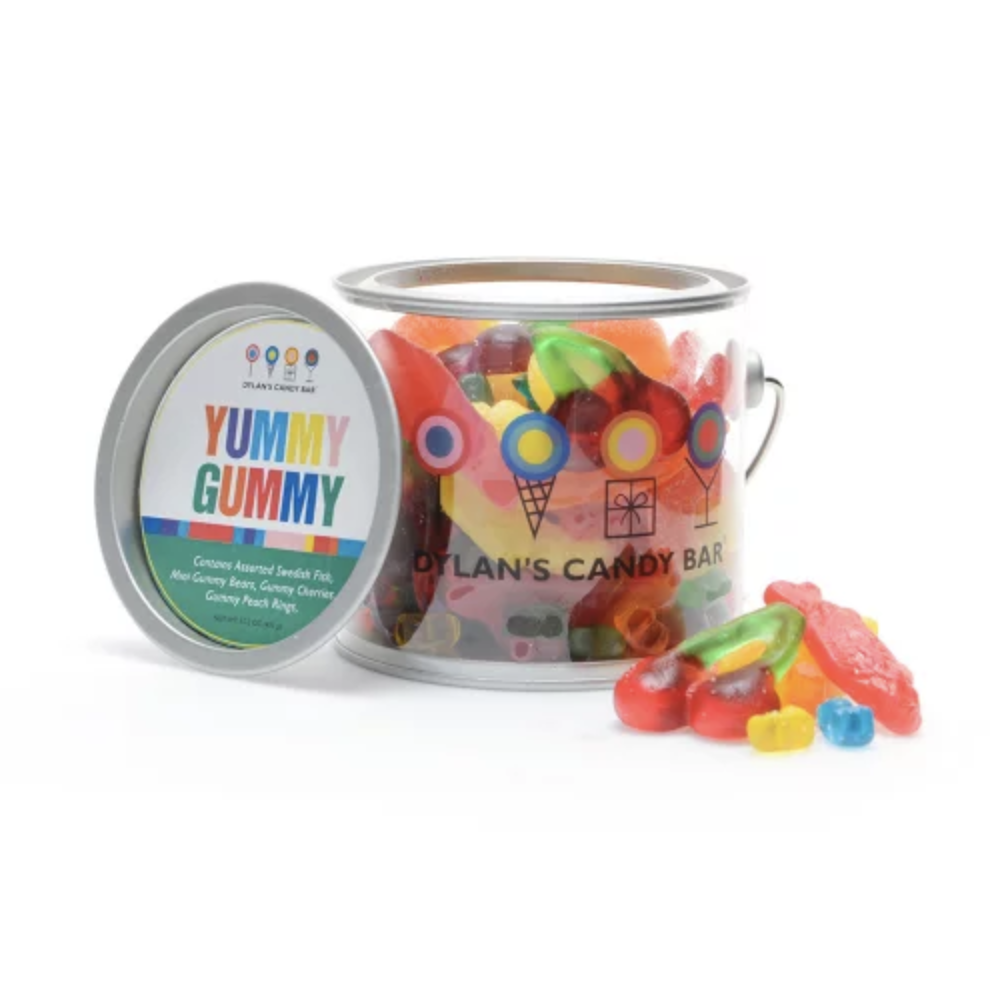 DYLAN'S CANDY BAR
YUMMY
GUMMY
Contains Assorted Swedish Fish,
Mini Gummy Bears, Gummy Cherries
Gummy Peach Rings.
DYLAN'S CANDY BAR